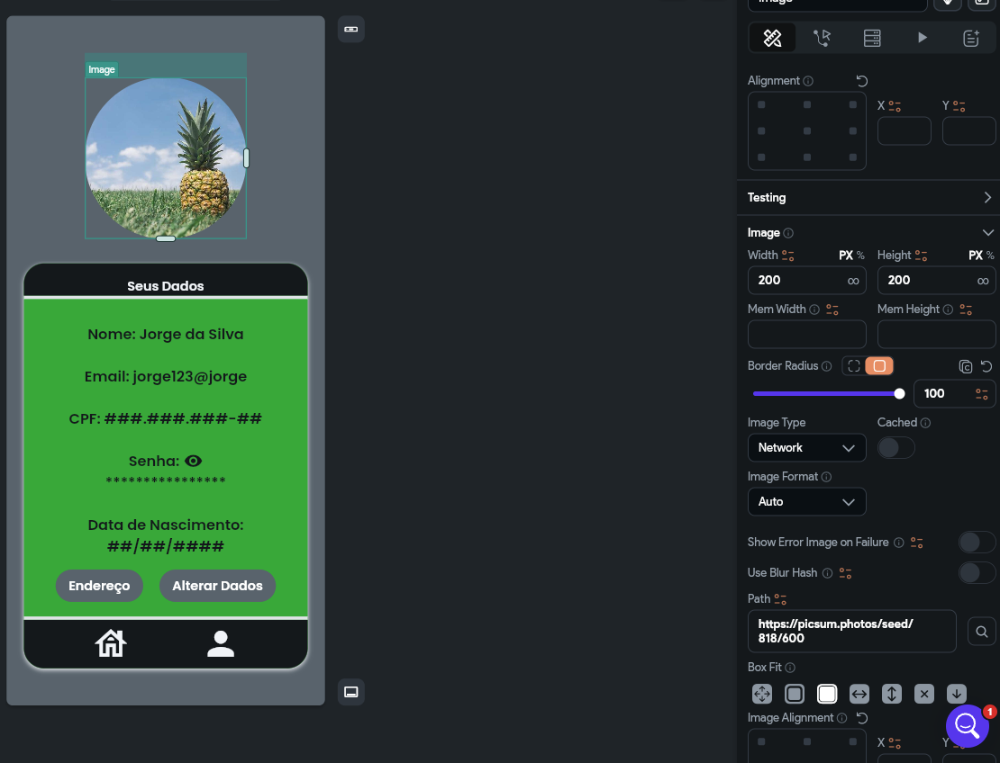 Image
Seus Dados
Nome: Jorge da Silva
Email: jorge123@jorge
CPF: ###.###.###-##
Senha:
****************
Data de Nascimento:
##/##/####
Endereço
Alterar Dados
Alignment
X
Y
Testing
Image
Width
PX %
Height
PX %
200
200
Mem Width
Mem Height
Border Radius
100
Image Type
Cached
Network
Image Format
Auto
Show Error Image on Failure
Use Blur Hash
Path
https://picsum.photos/seed/
818/600
Box Fit
Image Alignment
X
Y
1